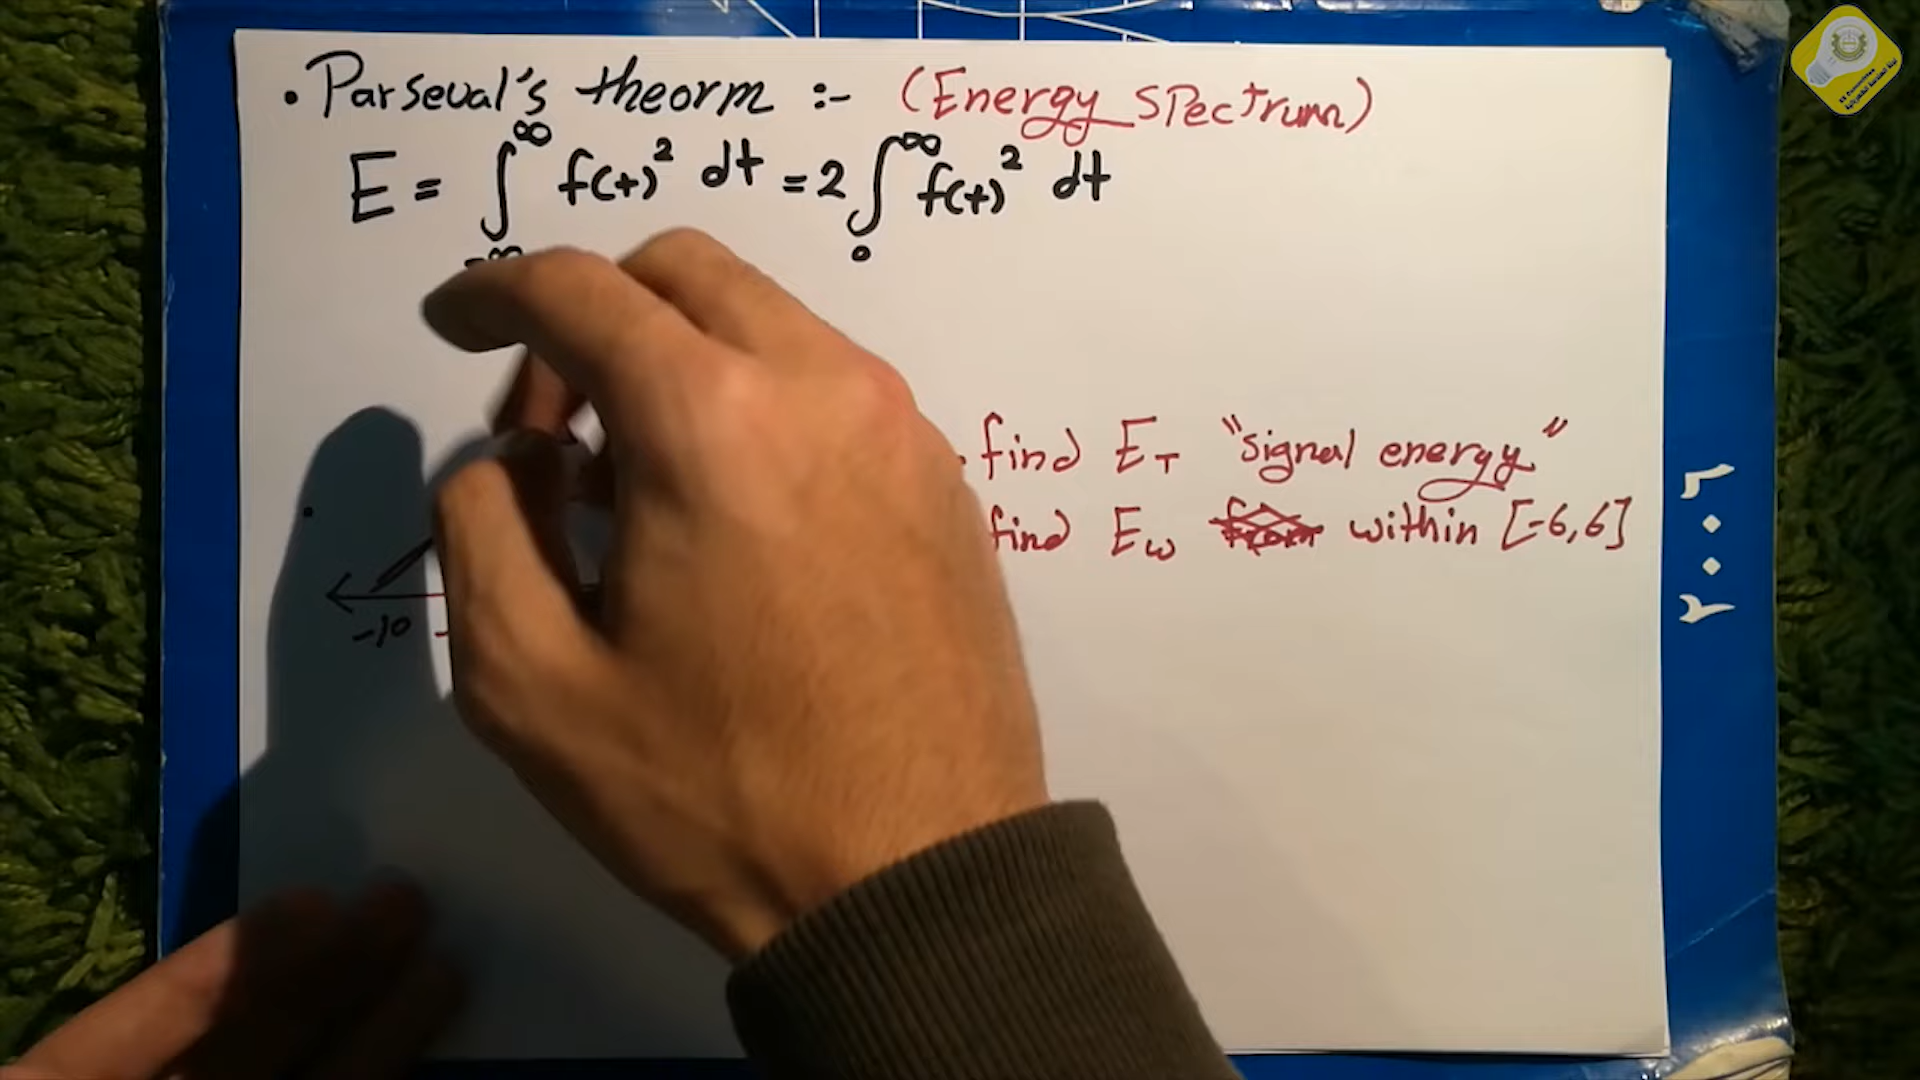 • Parseval's theorm :- (Energy spectrum)
E = ∫_{-∞}^{∞} f(t)² dt = 2 ∫_{0}^{∞} f(t)² dt
. find E_T "signal energy"
find E_ω within [-6,6]
-10